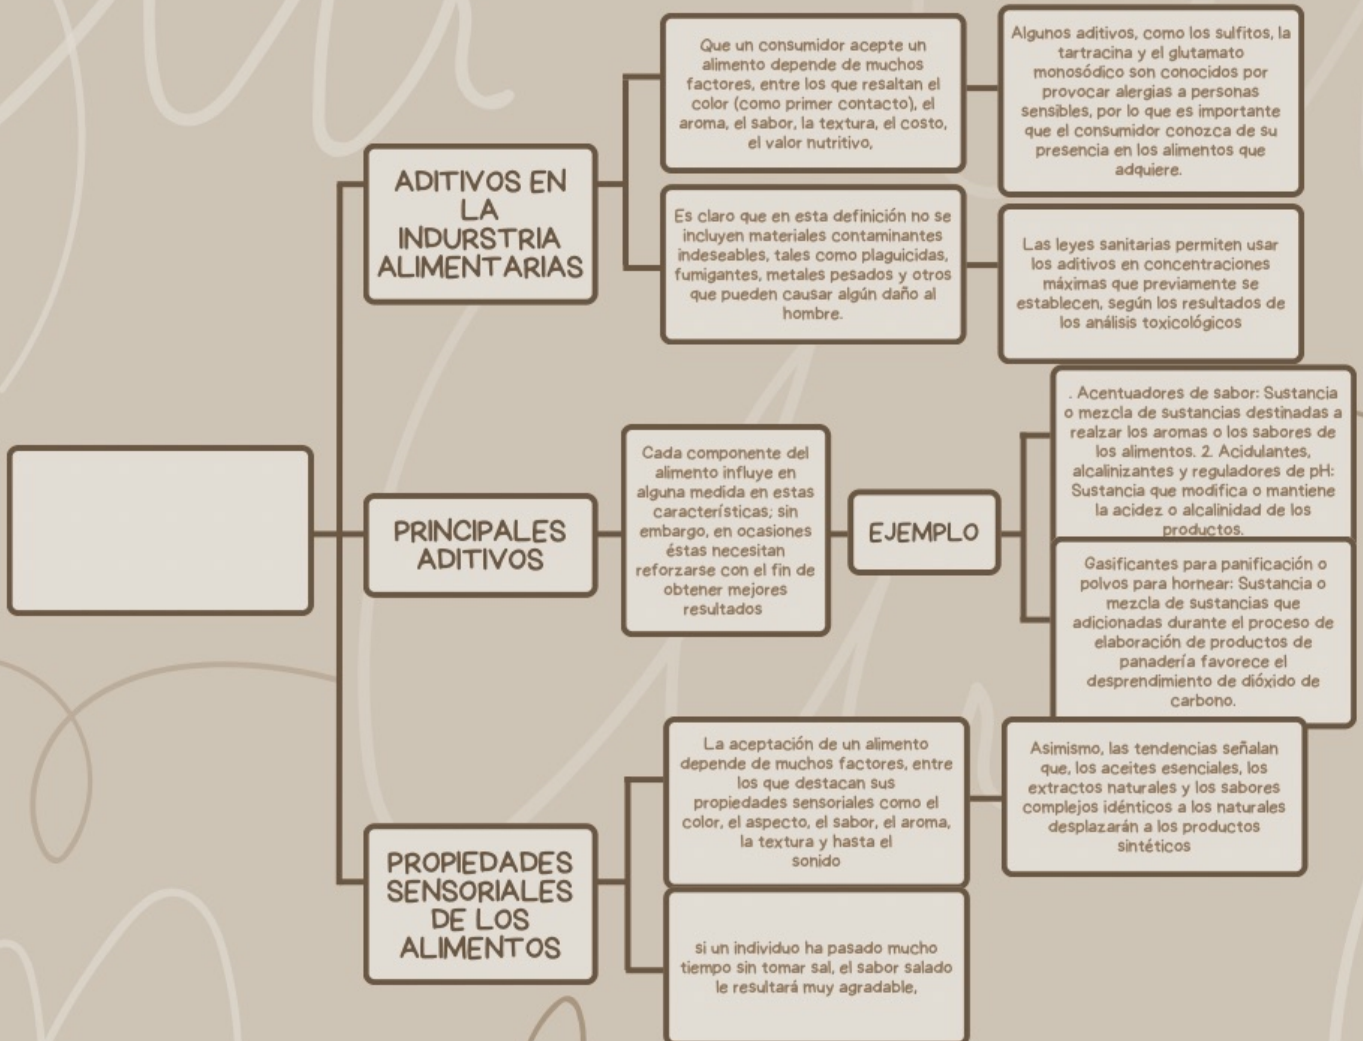 ADITIVOS EN
LA
INDURSTRIA
ALIMENTARIAS
Que un consumidor acepte un
alimento depende de muchos
factores, entre los que resaltan el
color (como primer contacto), el
aroma, el sabor, la textura, el costo,
el valor nutritivo,
Algunos aditivos, como los sulfitos, la
tartracina y el glutamato
monosódico son conocidos por
provocar alergias a personas
sensibles, por lo que es importante
que el consumidor conozca de su
presencia en los alimentos que
adquiere.
Es claro que en esta definición no se
incluyen materiales contaminantes
indeseables, tales como plaguicidas,
fumigantes, metales pesados y otros
que pueden causar algún daño al
hombre.
Las leyes sanitarias permiten usar
los aditivos en concentraciones
máximas que previamente se
establecen, según los resultados de
los análisis toxicológicos
PRINCIPALES
ADITIVOS
Cada componente del
alimento influye en
alguna medida en estas
características; sin
embargo, en ocasiones
éstas necesitan
reforzarse con el fin de
obtener mejores
resultados
EJEMPLO
. Acentuadores de sabor: Sustancia
o mezcla de sustancias destinadas a
realzar los aromas o los sabores de
los alimentos. 2. Acidulantes,
alcalinizantes y reguladores de pH:
Sustancia que modifica o mantiene
la acidez o alcalinidad de los
productos.
Gasificantes para panificación o
polvos para hornear: Sustancia o
mezcla de sustancias que
adicionadas durante el proceso de
elaboración de productos de
panadería favorece el
desprendimiento de dióxido de
carbono.
PROPIEDADES
SENSORIALES
DE LOS
ALIMENTOS
La aceptación de un alimento
depende de muchos factores, entre
los que destacan sus
propiedades sensoriales como el
color, el aspecto, el sabor, el aroma,
la textura y hasta el
sonido
Asimismo, las tendencias señalan
que, los aceites esenciales, los
extractos naturales y los sabores
complejos idénticos a los naturales
desplazarán a los productos
sintéticos
si un individuo ha pasado mucho
tiempo sin tomar sal, el sabor salado
le resultará muy agradable,